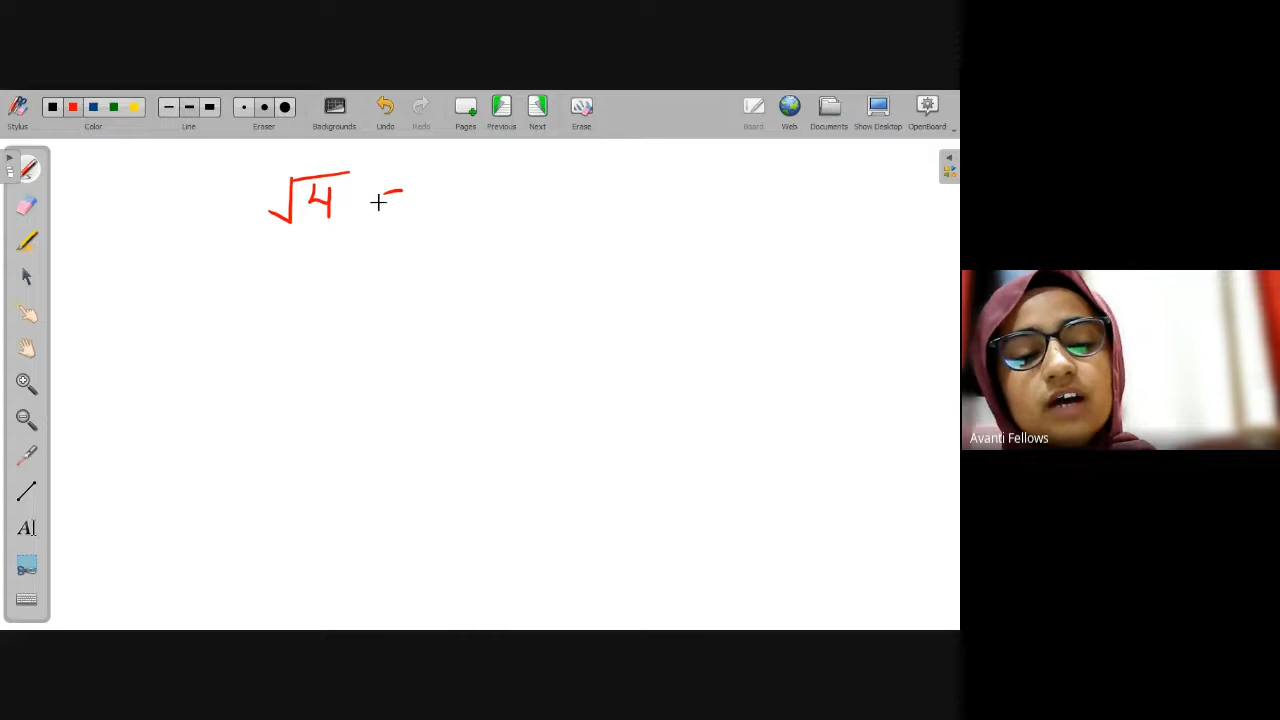 Stylus
Color
Line
Eraser
Backgrounds
Undo
Redo
Pages
Previous
Next
Erase
Board
Web
Documents
Show Desktop
OpenBoard
√4 -
A
Avanti Fellows